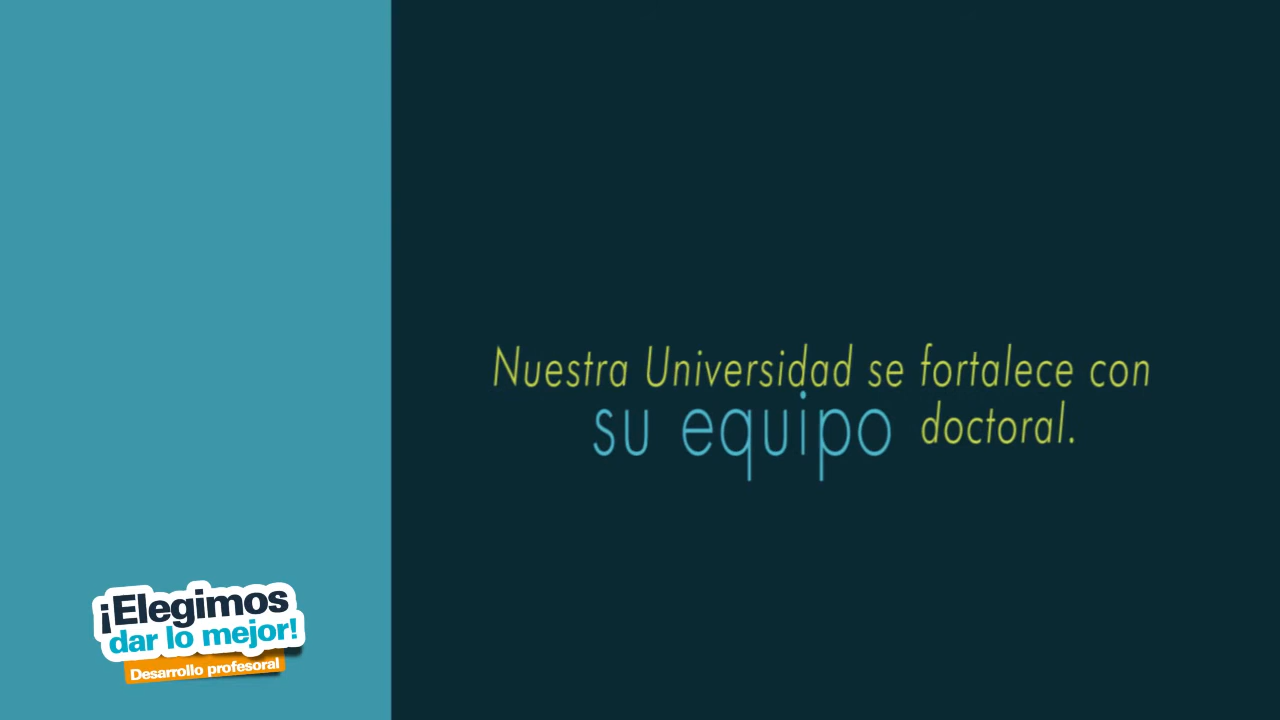 Nuestra Universidad se fortalece con
su equipo doctoral.
¡Elegimos
dar lo mejor!
Desarrollo profesoral